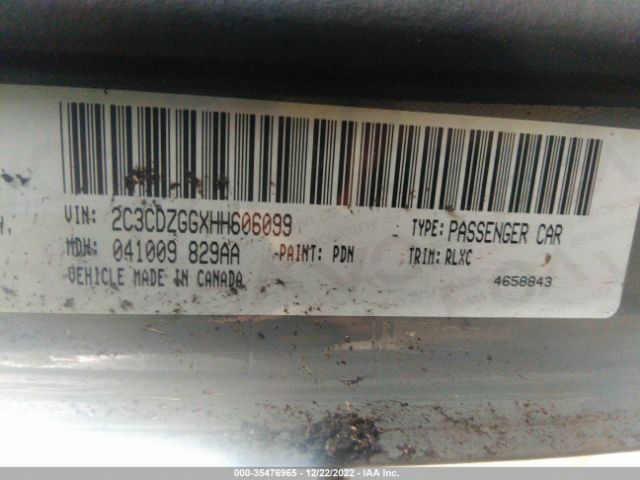 VIN: 2C3CDZGGXHH606099 TYPE: PASSENGER CAR
MDH: 041009 829AA PAINT: PDN TRIM: RLXC
VEHICLE MADE IN CANADA 4658843
000-35476965 - 12/22/2022 - IAA Inc.